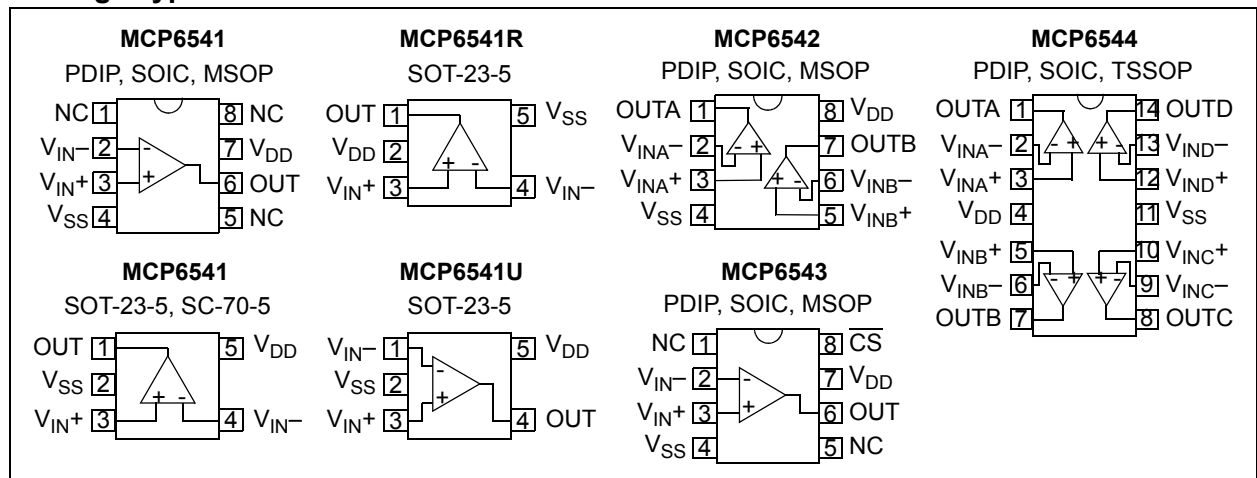 MCP6541
PDIP, SOIC, MSOP
NC 1 8 NC
VIN– 2 - 7 VDD
VIN+ 3 + 6 OUT
VSS 4 5 NC
MCP6541R
SOT-23-5
OUT 1 5 VSS
VDD 2
+ -
VIN+ 3 4 VIN–
MCP6542
PDIP, SOIC, MSOP
OUTA 1 8 VDD
VINA– 2 - + 7 OUTB
VINA+ 3 + - 6 VINB–
VSS 4 5 VINB+
MCP6544
PDIP, SOIC, TSSOP
OUTA 1 14 OUTD
VINA– 2 - + + - 13 VIND–
VINA+ 3 12 VIND+
VDD 4 11 VSS
VINB+ 5 10 VINC+
VINB– 6 - + + - 9 VINC–
OUTB 7 8 OUTC
MCP6541
SOT-23-5, SC-70-5
OUT 1 5 VDD
VSS 2
+ -
VIN+ 3 4 VIN–
MCP6541U
SOT-23-5
VIN– 1 5 VDD
-
VSS 2
+
VIN+ 3 4 OUT
MCP6543
PDIP, SOIC, MSOP
NC 1 8 CS
VIN– 2 - 7 VDD
VIN+ 3 + 6 OUT
VSS 4 5 NC